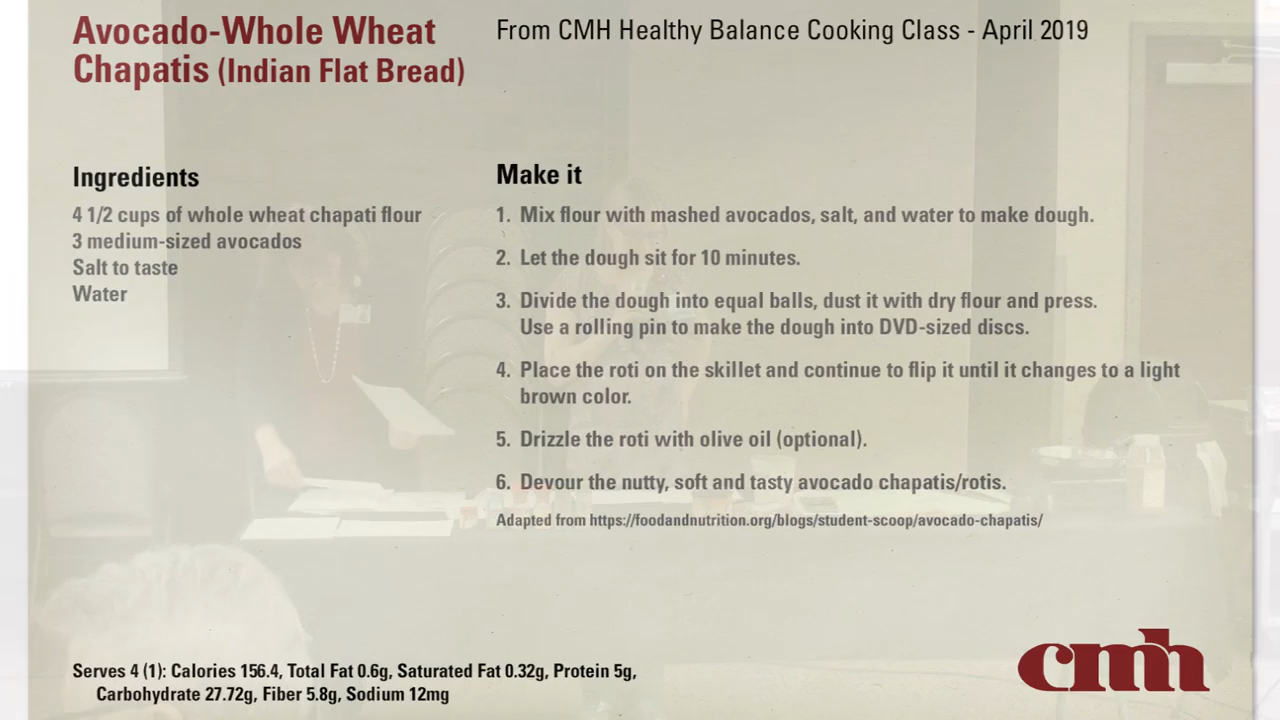 Avocado-Whole Wheat
Chapatis (Indian Flat Bread)
From CMH Healthy Balance Cooking Class - April 2019
Ingredients
4 1/2 cups of whole wheat chapati flour
3 medium-sized avocados
Salt to taste
Water
Make it
1. Mix flour with mashed avocados, salt, and water to make dough.
2. Let the dough sit for 10 minutes.
3. Divide the dough into equal balls, dust it with dry flour and press.
Use a rolling pin to make the dough into DVD-sized discs.
4. Place the roti on the skillet and continue to flip it until it changes to a light
brown color.
5. Drizzle the roti with olive oil (optional).
6. Devour the nutty, soft and tasty avocado chapatis/rotis.
Adapted from https://foodandnutrition.org/blogs/student-scoop/avocado-chapatis/
Serves 4 (1): Calories 156.4, Total Fat 0.6g, Saturated Fat 0.32g, Protein 5g,
Carbohydrate 27.72g, Fiber 5.8g, Sodium 12mg
cmh